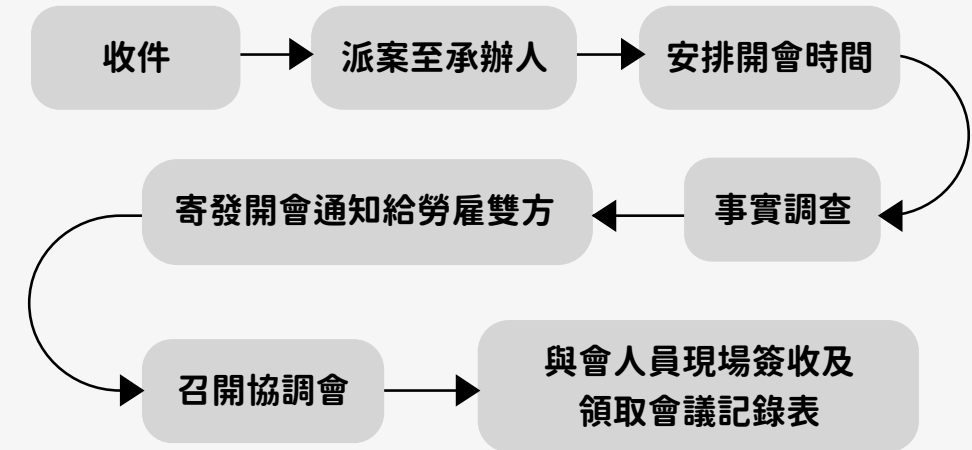 收件
派案至承辦人
安排開會時間
事實調查
寄發開會通知給勞雇雙方
召開協調會
與會人員現場簽收及
領取會議記錄表